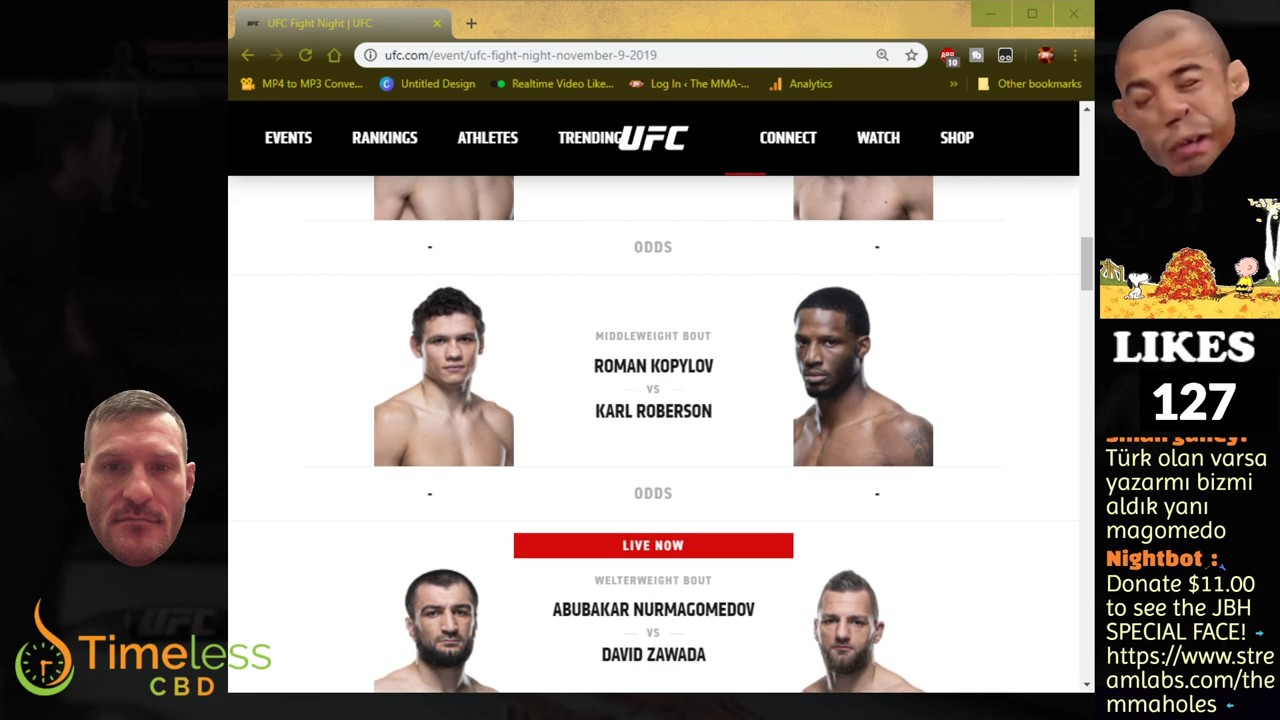 UFC Fight Night | UFC
ufc.com/event/ufc-fight-night-november-9-2019
MP4 to MP3 Conve...
Untitled Design
Realtime Video Like...
Log In ‹ The MMA-...
Analytics
»
Other bookmarks
EVENTS
RANKINGS
ATHLETES
TRENDING
UFC
CONNECT
WATCH
SHOP
- ODDS -
MIDDLEWEIGHT BOUT
ROMAN KOPYLOV
VS
KARL ROBERSON
- ODDS -
LIVE NOW
WELTERWEIGHT BOUT
ABUBAKAR NURMAGOMEDOV
VS
DAVID ZAWADA
Timeless
CBD
LIKES
127
Türk olan varsa
yazarmı bizmi
aldık yanı
magomedo
Nightbot :
Donate $11.00
to see the JBH
SPECIAL FACE!
https://www.stre
amlabs.com/the
mmaholes